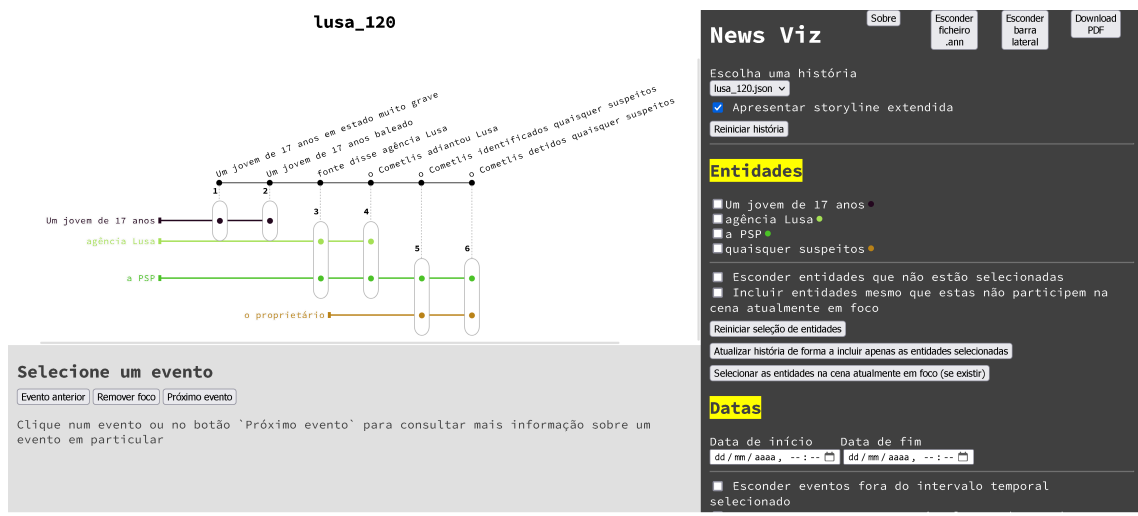 lusa_120
Um jovem de 17 anos em estado muito grave
Um jovem de 17 anos baleado
fonte disse agência Lusa
o Cometlis adiantou Lusa
o Cometlis identificados quaisquer suspeitos
o Cometlis detidos quaisquer suspeitos
1
2
3
4
5
6
Um jovem de 17 anos
agência Lusa
a PSP
o proprietário
Selecione um evento
Evento anterior Remover foco Próximo evento
Clique num evento ou no botão `Próximo evento` para consultar mais informação sobre um
evento em particular
News Viz
Sobre
Esconder
ficheiro
.ann
Esconder
barra
lateral
Download
PDF
Escolha uma história
lusa_120.json
Apresentar storyline extendida
Reiniciar história
Entidades
Um jovem de 17 anos
agência Lusa
a PSP
quaisquer suspeitos
Esconder entidades que não estão selecionadas
Incluir entidades mesmo que estas não participem na
cena atualmente em foco
Reiniciar seleção de entidades
Atualizar história de forma a incluir apenas as entidades selecionadas
Selecionar as entidades na cena atualmente em foco (se existir)
Datas
Data de início Data de fim
dd/mm/aaaa, --:-- dd/mm/aaaa, --:--
Esconder eventos fora do intervalo temporal
selecionado